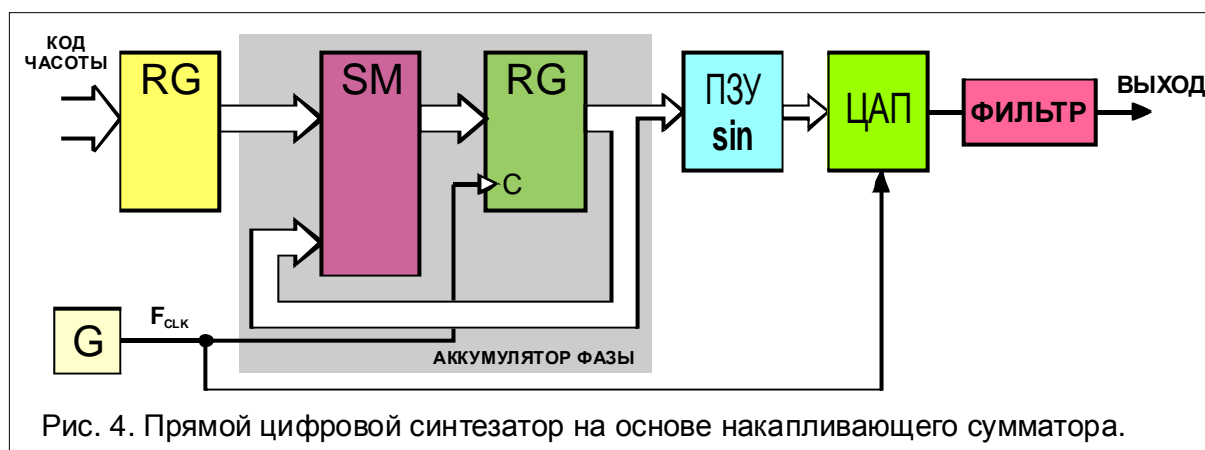 КОД
ЧАСОТЫ
RG
SM
RG
C
ПЗУ
sin
ЦАП
ФИЛЬТР
ВЫХОД
G
FCLK
АККУМУЛЯТОР ФАЗЫ
Рис. 4. Прямой цифровой синтезатор на основе накапливающего сумматора.